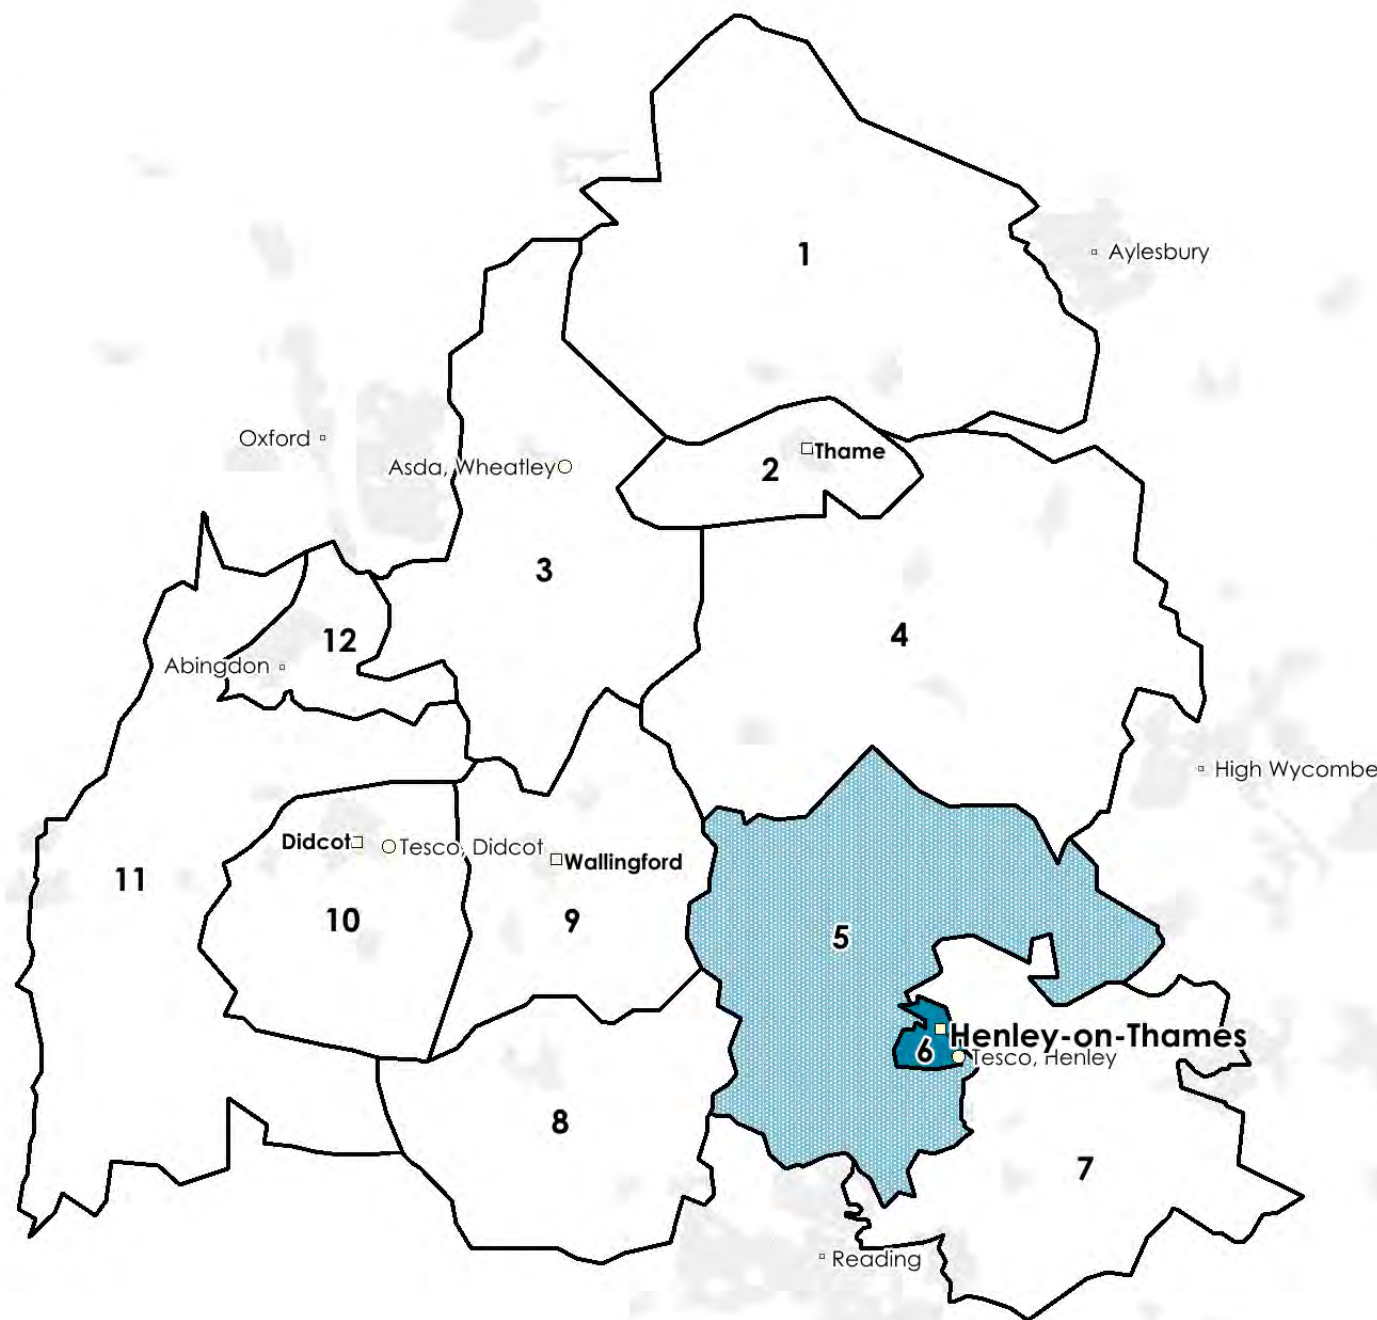 1
Aylesbury
Oxford
Asda, Wheatley
2
Thame
3
12
4
Abingdon
High Wycombe
Didcot
Tesco, Didcot
Wallingford
11
10
9
5
Henley-on-Thames
6
Tesco, Henley
8
7
Reading